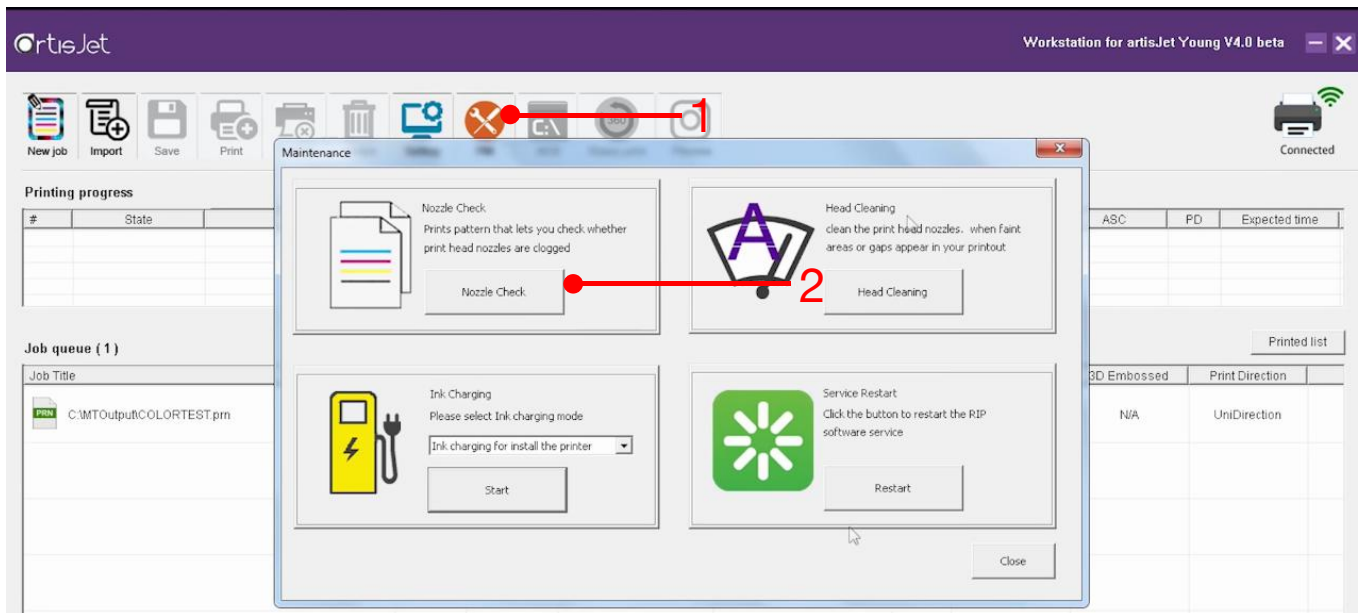 artisJet
Workstation for artisJet Young V4.0 beta
1
New job
Import
Save
Print
C:\
360
Connected
Maintenance
Printing progress
# State ASC PD Expected time
Nozzle Check
Prints pattern that lets you check whether
print head nozzles are clogged
Nozzle Check
2
Head Cleaning
clean the print head nozzles. when faint
areas or gaps appear in your printout
A
Head Cleaning
Job queue ( 1 )
Printed list
Job Title 3D Embossed Print Direction
PRN C:\MTOutput\COLORTEST.prn N/A UniDirection
Ink Charging
Please select Ink charging mode
Ink charging for install the printer
Start
Service Restart
Click the button to restart the RIP
software service
Restart
Close